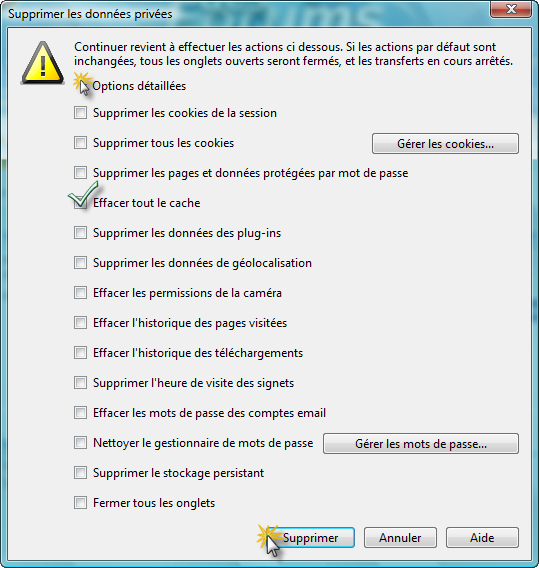 Supprimer les données privées
Forums
Continuer revient à effectuer les actions ci dessous. Si les actions par défaut sont
inchangées, tous les onglets ouverts seront fermés, et les transferts en cours arrêtés.
Options détaillées
Supprimer les cookies de la session
Supprimer tous les cookies
Gérer les cookies...
Supprimer les pages et données protégées par mot de passe
Effacer tout le cache
Supprimer les données des plug-ins
Supprimer les données de géolocalisation
Effacer les permissions de la caméra
Effacer l'historique des pages visitées
Effacer l'historique des téléchargements
Supprimer l'heure de visite des signets
Effacer les mots de passe des comptes email
Nettoyer le gestionnaire de mots de passe
Gérer les mots de passe...
Supprimer le stockage persistant
Fermer tous les onglets
Supprimer
Annuler
Aide